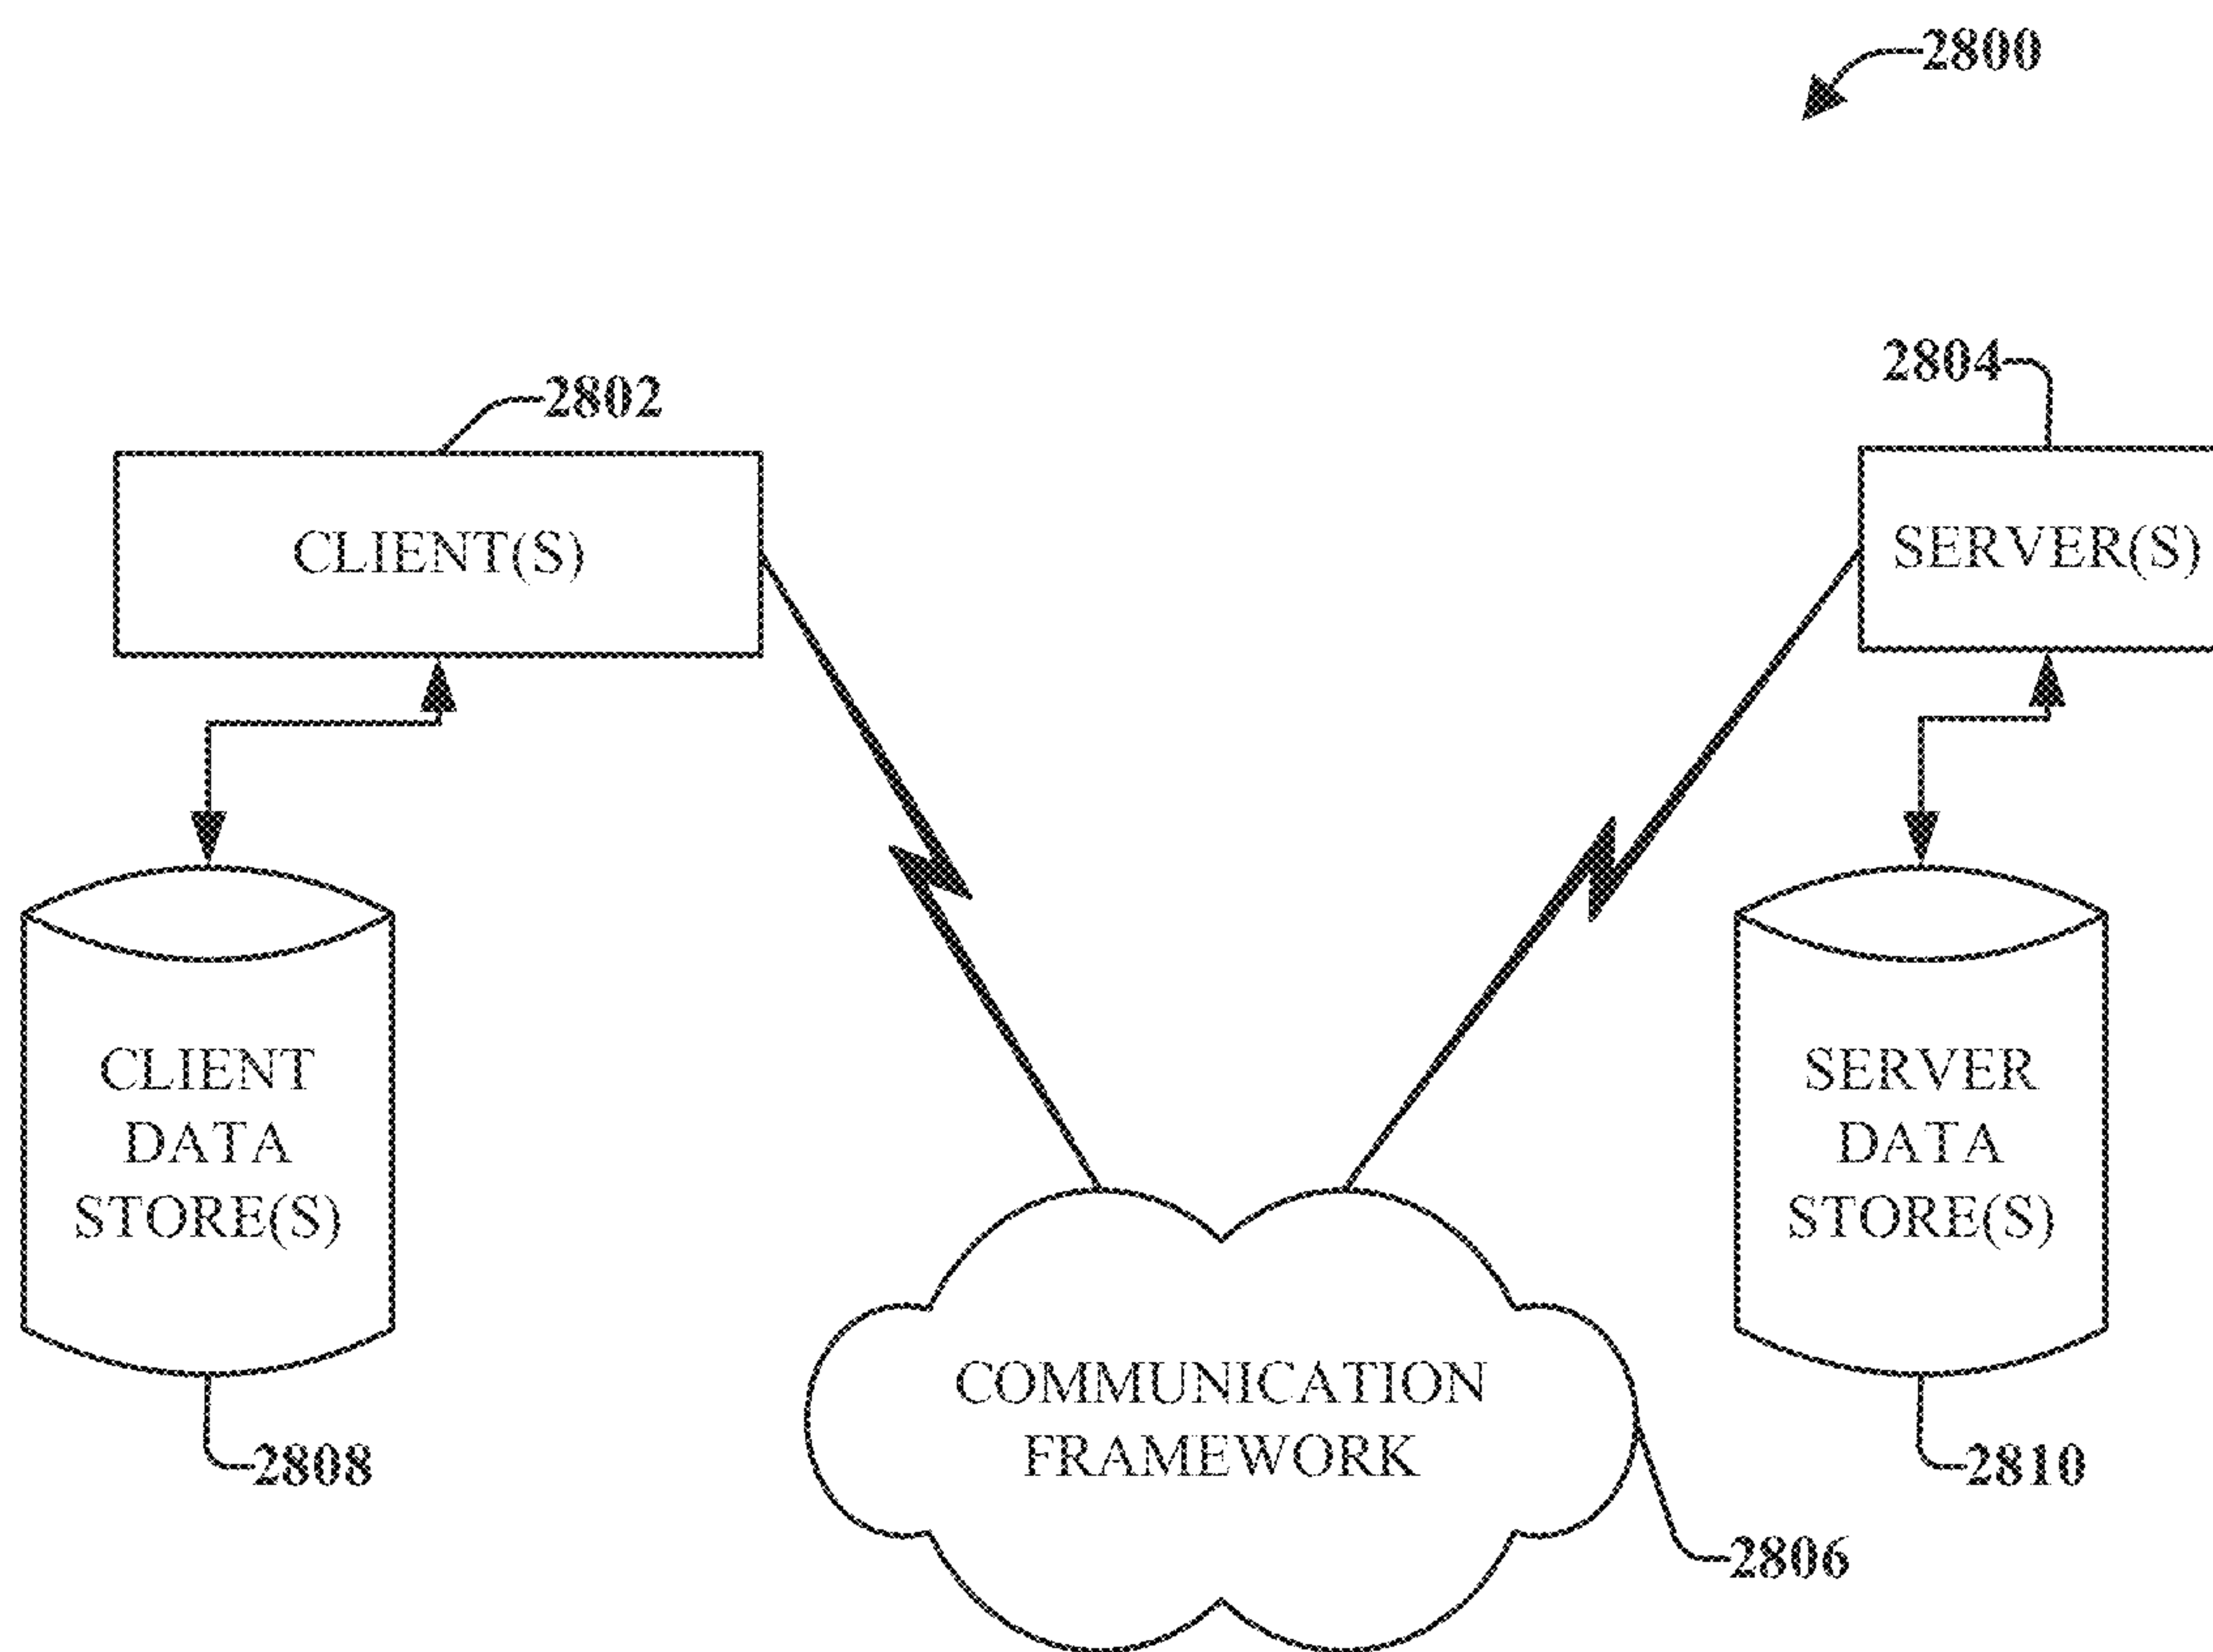 2800
2804
2802
CLIENT(S)
SERVER(S)
CLIENT
DATA
STORE(S)
SERVER
DATA
STORE(S)
COMMUNICATION
FRAMEWORK
2808
2810
2806